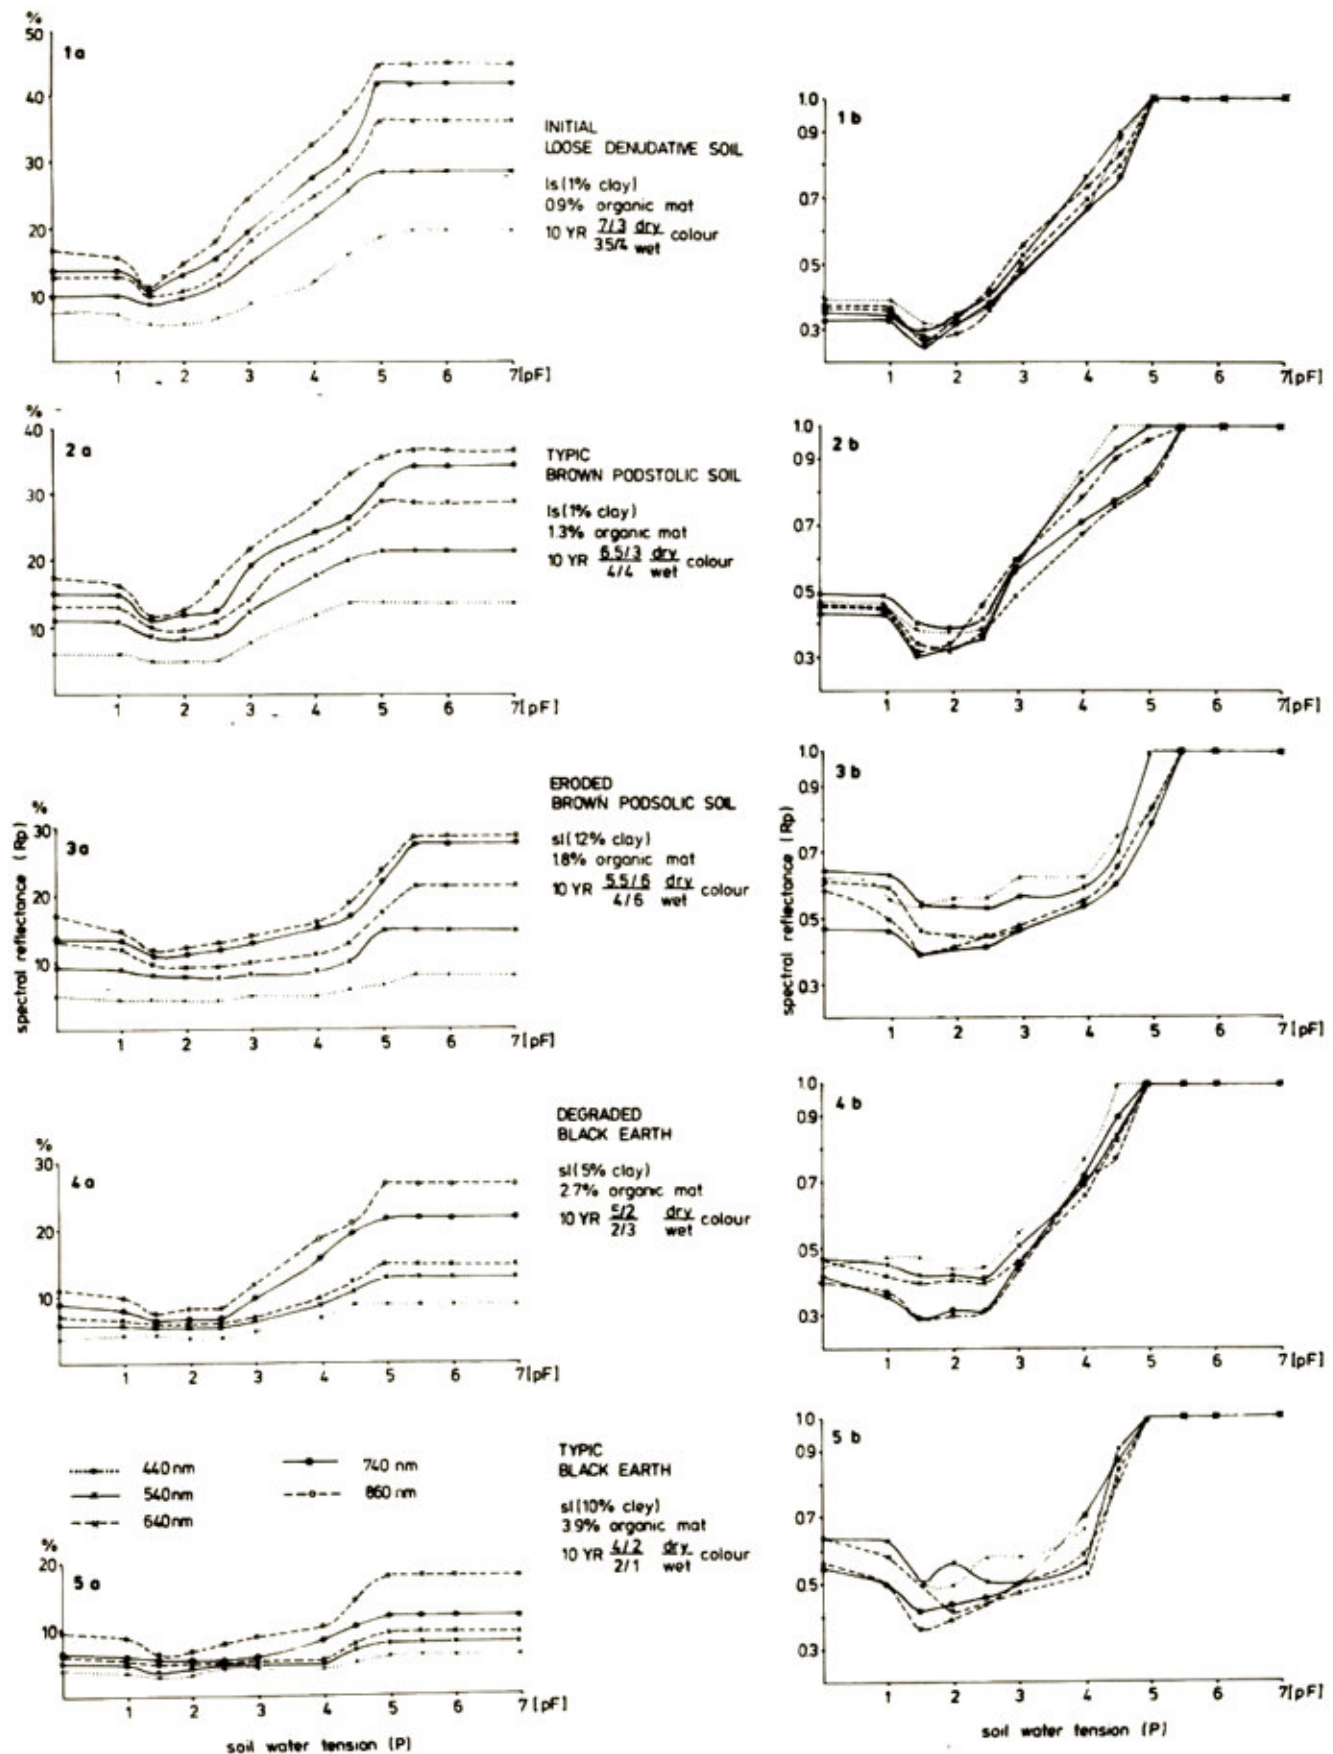 %
50
1a
40
30
20
10
1 2 3 4 5 6 7[pF]
INITIAL
LOOSE DENUDATIVE SOIL
ls(1% clay)
0.9% organic mat
10 YR 7/3 dry colour
3.5/4 wet
1.0
1b
0.9
0.7
0.5
0.3
1 2 3 4 5 6 7[pF]
%
40
2a
30
20
10
1 2 3 4 5 6 7[pF]
TYPIC
BROWN PODSTOLIC SOIL
ls(1% clay)
1.3% organic mat
10 YR 6.5/3 dry colour
4/4 wet
1.0
2b
0.9
0.7
0.5
0.3
1 2 3 4 5 6 7[pF]
%
30
3a
20
10
spectral reflectance (Rp)
1 2 3 4 5 6 7[pF]
ERODED
BROWN PODSOLIC SOIL
sl(12% clay)
1.8% organic mat
10 YR 5.5/6 dry colour
4/6 wet
1.0
3b
0.9
0.7
0.5
0.3
spectral reflectance (Rp)
1 2 3 4 5 6 7[pF]
%
30
4a
20
10
1 2 3 4 5 6 7[pF]
DEGRADED
BLACK EARTH
sl(5% clay)
2.7% organic mat
10 YR 5/2 dry colour
2/3 wet
1.0
4b
0.9
0.7
0.5
0.3
1 2 3 4 5 6 7[pF]
440nm
540nm
640nm
740 nm
860 nm
%
20
5a
10
1 2 3 4 5 6 7[pF]
soil water tension (P)
TYPIC
BLACK EARTH
sl(10% cley)
3.9% organic mat
10 YR 4/2 dry colour
2/1 wet
1.0
5b
0.9
0.7
0.5
0.3
1 2 3 4 5 6 7[pF]
soil water tension (P)